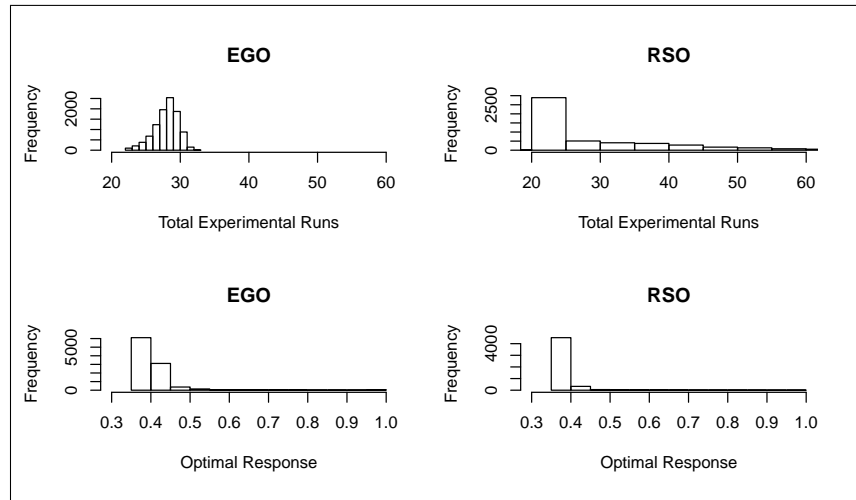 EGO
Frequency
0 2000
20 30 40 50 60
Total Experimental Runs
RSO
Frequency
0 2500
20 30 40 50 60
Total Experimental Runs
EGO
Frequency
0 5000
0.3 0.4 0.5 0.6 0.7 0.8 0.9 1.0
Optimal Response
RSO
Frequency
0 4000
0.3 0.4 0.5 0.6 0.7 0.8 0.9 1.0
Optimal Response